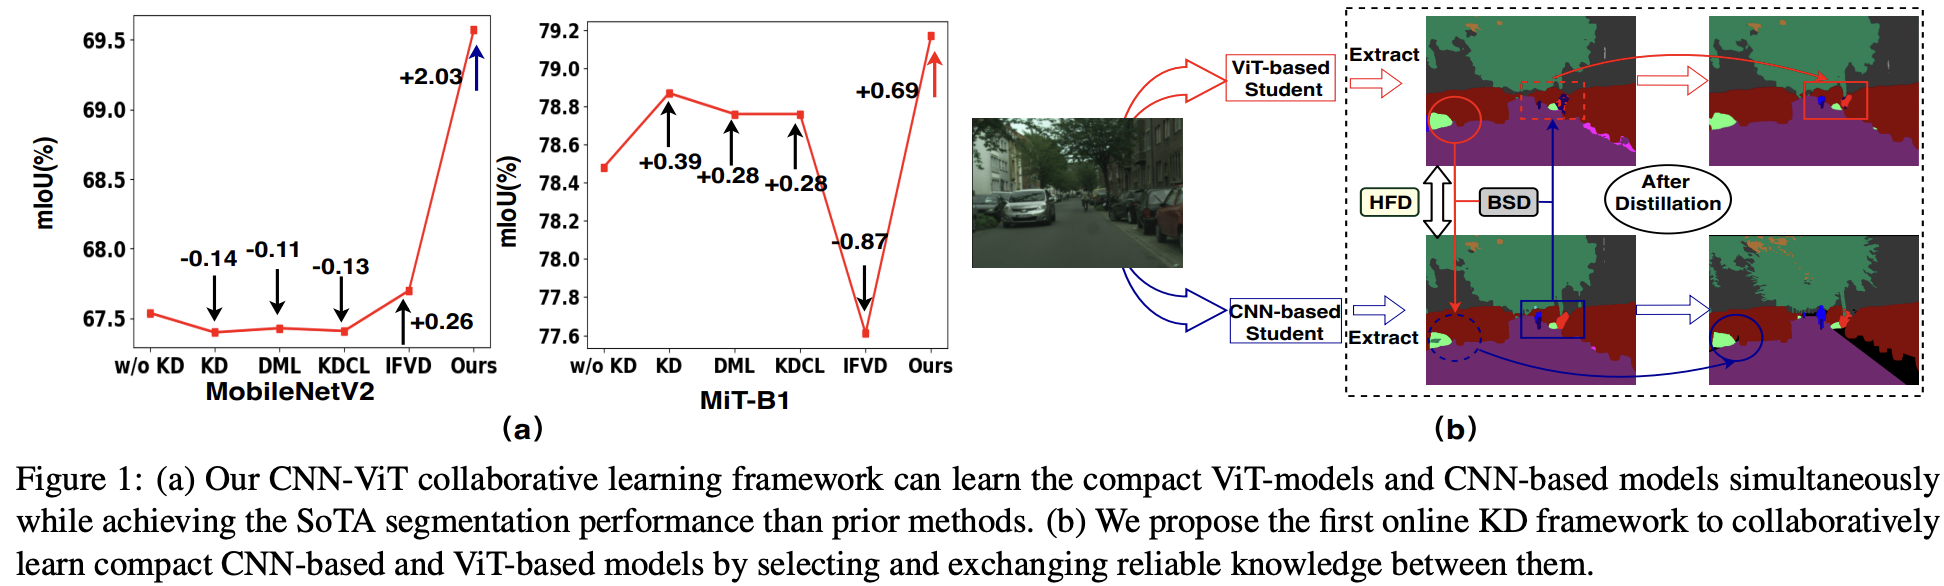 mIoU(%)
69.5
69.0
68.5
68.0
67.5
-0.14
-0.11
-0.13
+0.26
+2.03
w/o KD KD DML KDCL IFVD Ours
MobileNetV2
mIoU(%)
79.2
79.0
78.8
78.6
78.4
78.2
78.0
77.8
77.6
+0.39
+0.28
+0.28
-0.87
+0.69
w/o KD KD DML KDCL IFVD Ours
MiT-B1
(a)
ViT-based
Student
Extract
CNN-based
Student
Extract
HFD
BSD
After
Distillation
(b)
Figure 1: (a) Our CNN-ViT collaborative learning framework can learn the compact ViT-models and CNN-based models simultaneously
while achieving the SoTA segmentation performance than prior methods. (b) We propose the first online KD framework to collaboratively
learn compact CNN-based and ViT-based models by selecting and exchanging reliable knowledge between them.